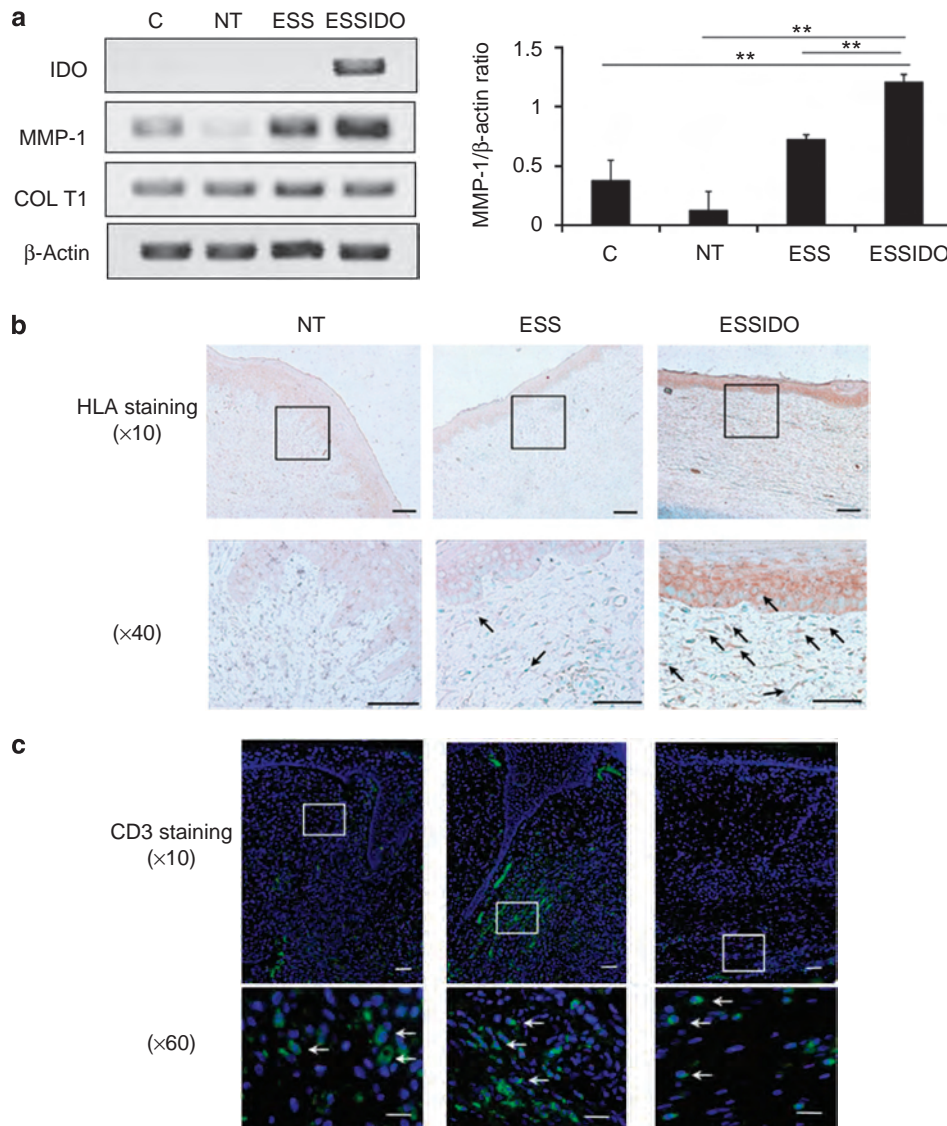 a
C NT ESS ESSIDO
IDO
MMP-1
COL T1
β-Actin
MMP-1/β-actin ratio
1.5
1
0.5
0
**
**
**
C NT ESS ESSIDO
b
NT ESS ESSIDO
HLA staining
(×10)
(×40)
c
CD3 staining
(×10)
(×60)